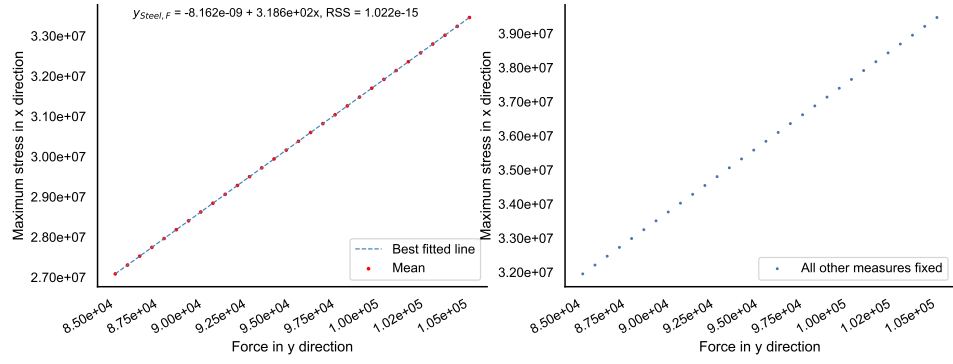 y_Steel,F = -8.162e-09 + 3.186e+02x, RSS = 1.022e-15
Maximum stress in x direction
3.30e+07
3.20e+07
3.10e+07
3.00e+07
2.90e+07
2.80e+07
2.70e+07
Best fitted line
Mean
8.50e+04
8.75e+04
9.00e+04
9.25e+04
9.50e+04
9.75e+04
1.00e+05
1.02e+05
1.05e+05
Force in y direction
Maximum stress in x direction
3.90e+07
3.80e+07
3.70e+07
3.60e+07
3.50e+07
3.40e+07
3.30e+07
3.20e+07
All other measures fixed
8.50e+04
8.75e+04
9.00e+04
9.25e+04
9.50e+04
9.75e+04
1.00e+05
1.02e+05
1.05e+05
Force in y direction